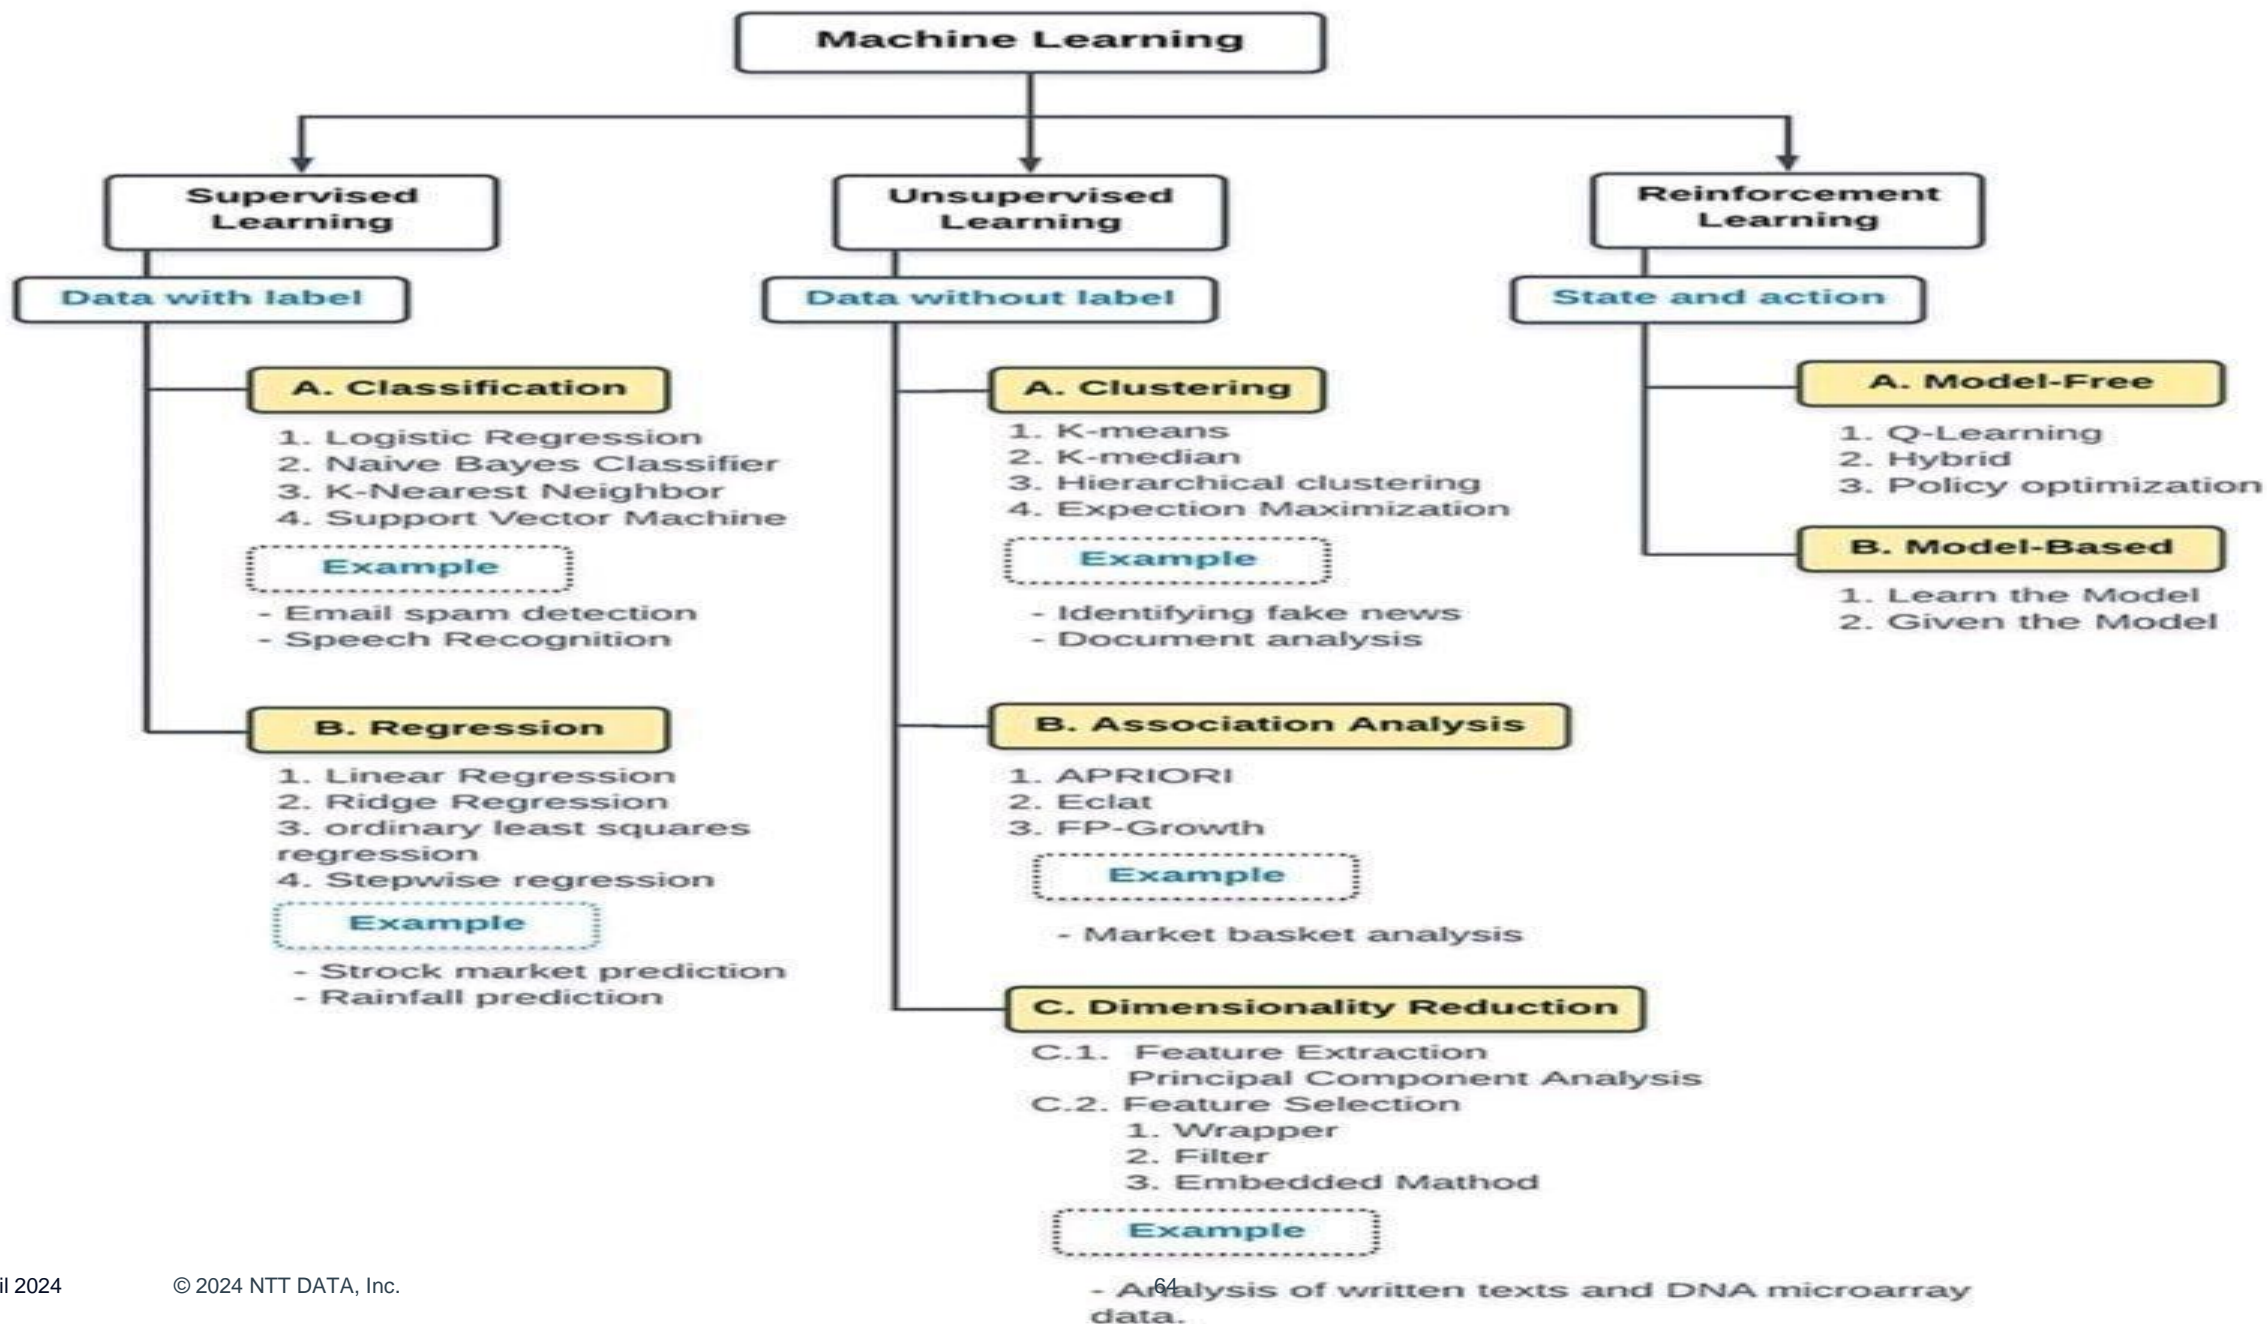 Machine Learning
Supervised
Learning
Data with label
A. Classification
1. Logistic Regression
2. Naive Bayes Classifier
3. K-Nearest Neighbor
4. Support Vector Machine
Example
- Email spam detection
- Speech Recognition
B. Regression
1. Linear Regression
2. Ridge Regression
3. ordinary least squares
regression
4. Stepwise regression
Example
- Strock market prediction
- Rainfall prediction
Unsupervised
Learning
Data without label
A. Clustering
1. K-means
2. K-median
3. Hierarchical clustering
4. Expection Maximization
Example
- Identifying fake news
- Document analysis
B. Association Analysis
1. APRIORI
2. Eclat
3. FP-Growth
Example
- Market basket analysis
C. Dimensionality Reduction
C.1. Feature Extraction
Principal Component Analysis
C.2. Feature Selection
1. Wrapper
2. Filter
3. Embedded Mathod
Example
- Analysis of written texts and DNA microarray
data.
Reinforcement
Learning
State and action
A. Model-Free
1. Q-Learning
2. Hybrid
3. Policy optimization
B. Model-Based
1. Learn the Model
2. Given the Model
il 2024
© 2024 NTT DATA, Inc.
64